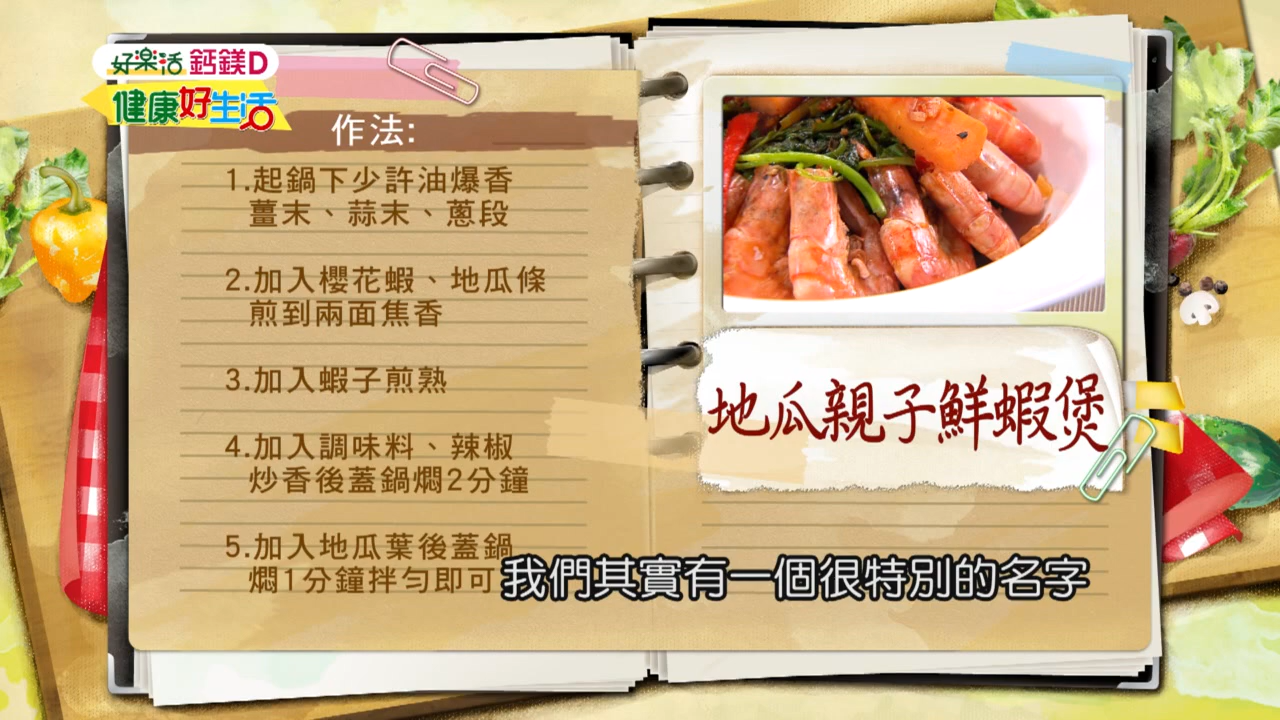 好樂活 鈣鎂D
健康好生活
作法:
1.起鍋下少許油爆香
薑末、蒜末、蔥段
2.加入櫻花蝦、地瓜條
煎到兩面焦香
3.加入蝦子煎熟
4.加入調味料、辣椒
炒香後蓋鍋燜2分鐘
5.加入地瓜葉後蓋鍋
燜1分鐘拌勻即可
地瓜親子鮮蝦煲
我們其實有一個很特別的名字